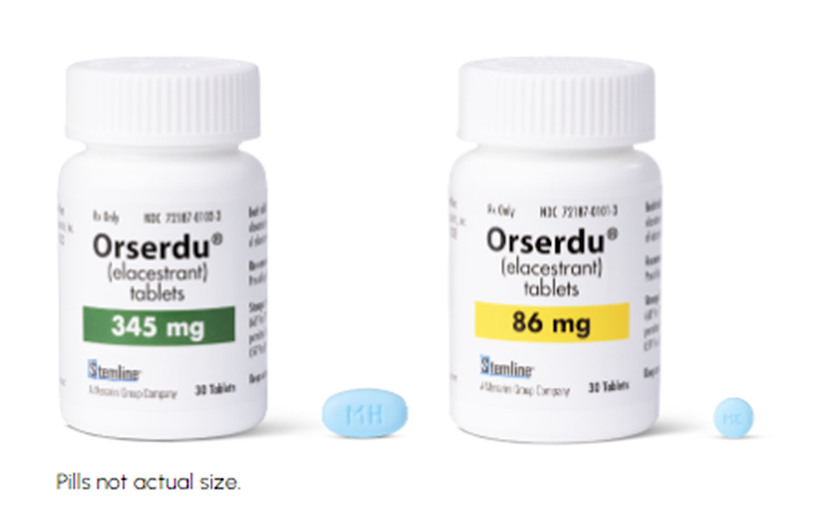 Rx Only NDC 72187-0102-3
Orserdu®
(elacestrant)
tablets
345 mg
Stemline
A Menarini Group Company 30 Tablets
MH
Rx Only NDC 72187-0101-3
Orserdu®
(elacestrant)
tablets
86 mg
Stemline
A Menarini Group Company 30 Tablets
ME
Pills not actual size.